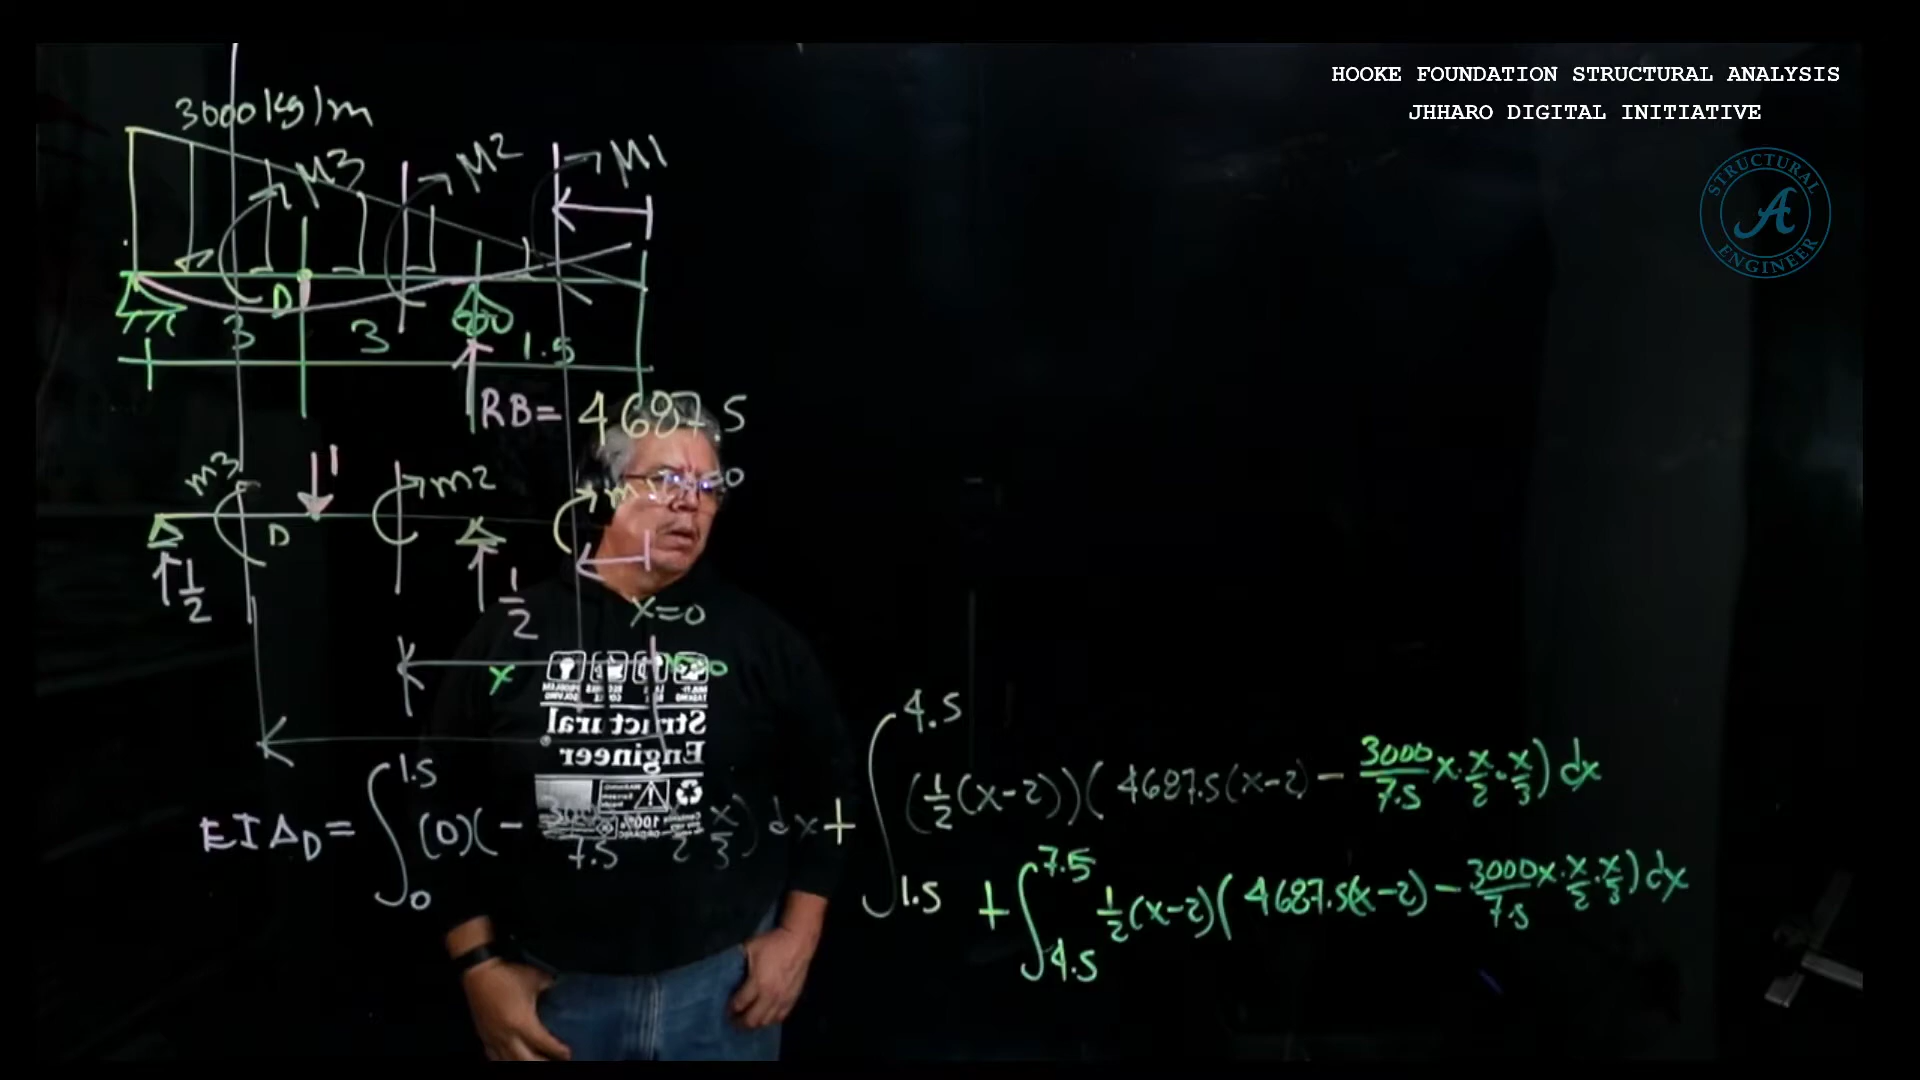 HOOKE FOUNDATION STRUCTURAL ANALYSIS
JHHARO DIGITAL INITIATIVE
STRUCTURAL
A
ENGINEER
3000 kg/m
M3
M2
M1
D
3
3
1.5
RB= 4687.5
m3
1
m2
=0
D
1/2
1/2
x=0
x
Structural
Engineer
EIΔD = ∫ 1.5 0 (0)(- 7.5 2 x/3) dx + ∫ 4.5 1.5 (1/2(x-2))(4687.5(x-2) - 3000/7.5 x · x/2 · x/3) dx
+ ∫ 7.5 4.5 1/2(x-2)(4687.5(x-2) - 3000x/7.5 · x/2 · x/3) dx